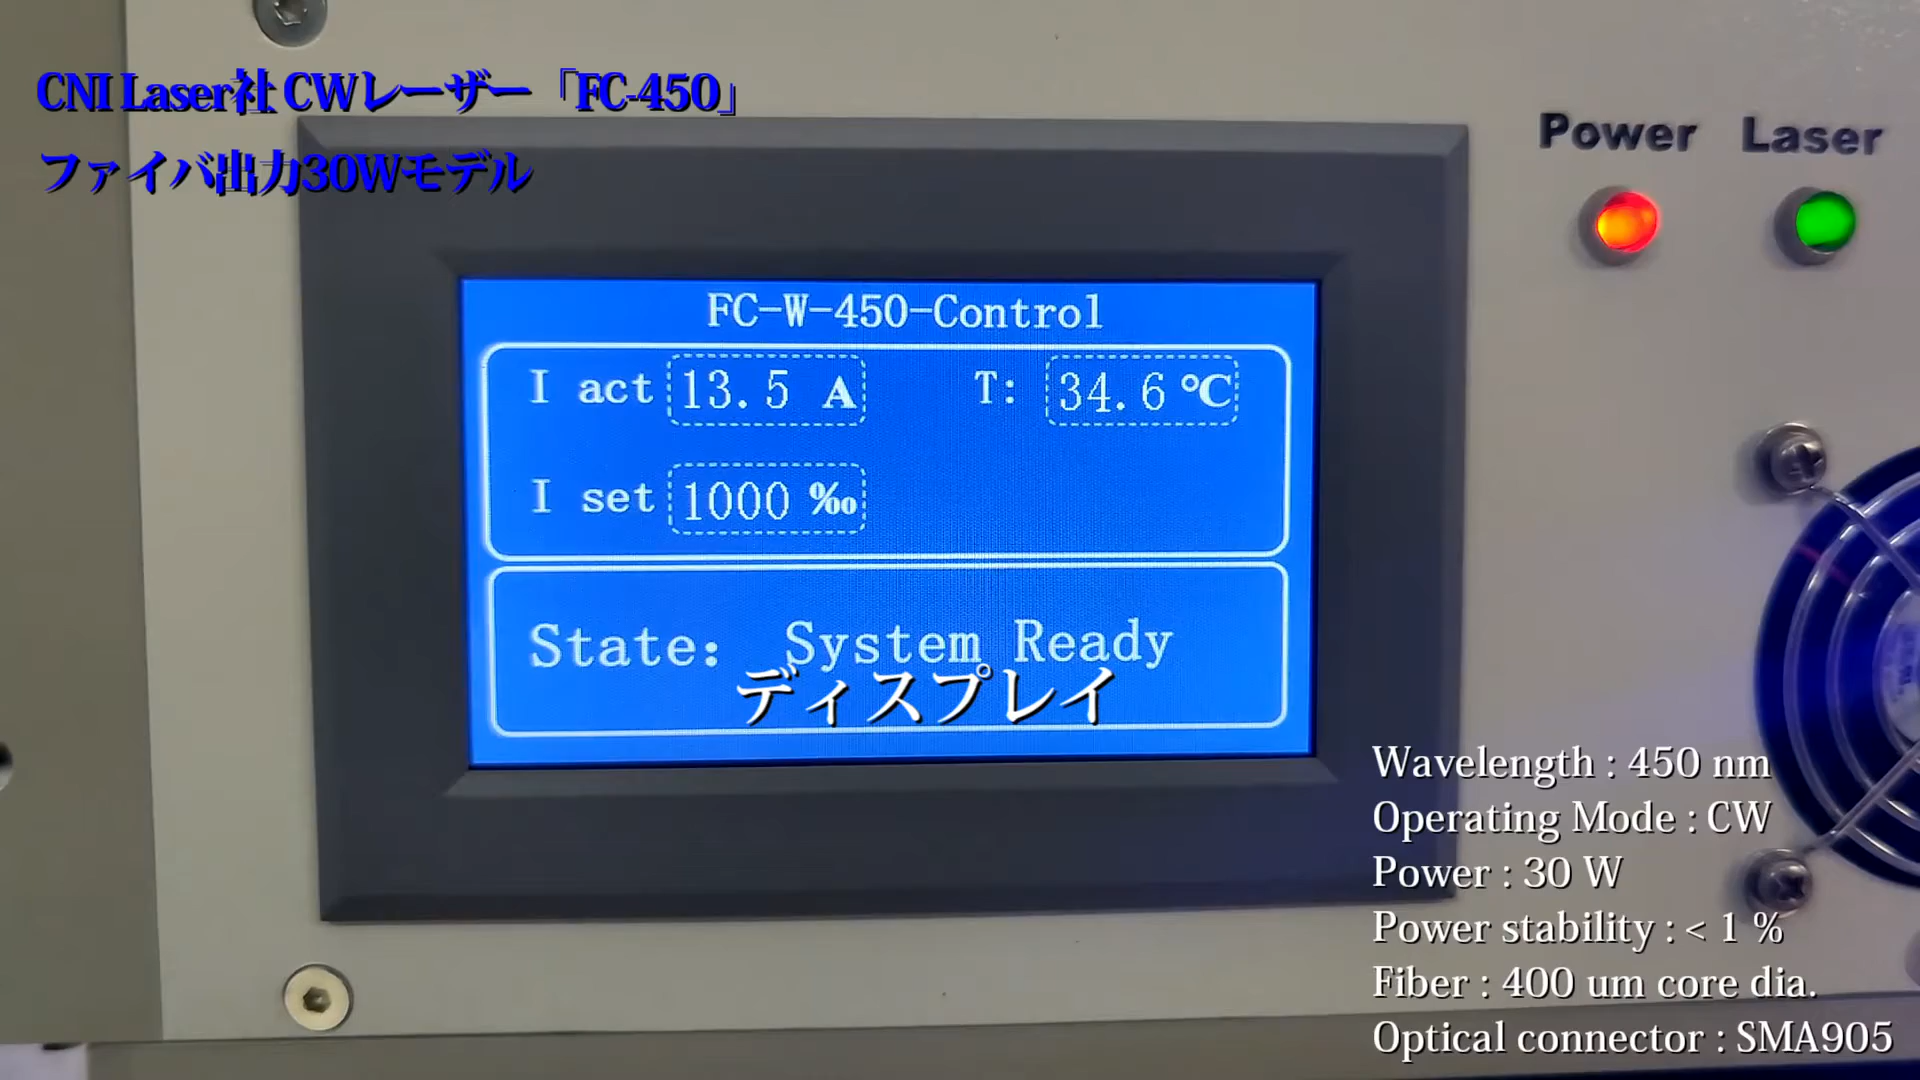 CNI Laser社 CWレーザー「FC-450」
ファイバ出力30Wモデル
Power Laser
FC-W-450-Control
I act 13.5 A T: 34.6 ℃
I set 1000 ‰
State: System Ready
ディスプレイ
Wavelength : 450 nm
Operating Mode : CW
Power : 30 W
Power stability : < 1 %
Fiber : 400 um core dia.
Optical connector : SMA905